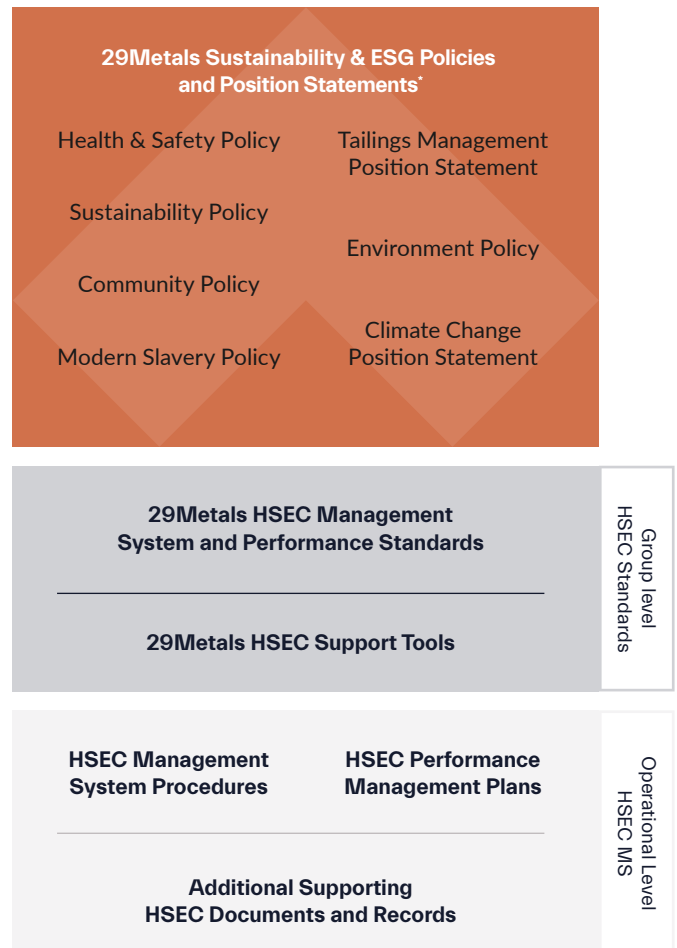 29Metals Sustainability & ESG Policies
and Position Statements*
Health & Safety Policy
Sustainability Policy
Community Policy
Modern Slavery Policy
Tailings Management
Position Statement
Environment Policy
Climate Change
Position Statement
29Metals HSEC Management
System and Performance Standards
29Metals HSEC Support Tools
Group level
HSEC Standards
HSEC Management
System Procedures
HSEC Performance
Management Plans
Additional Supporting
HSEC Documents and Records
Operational Level
HSEC MS